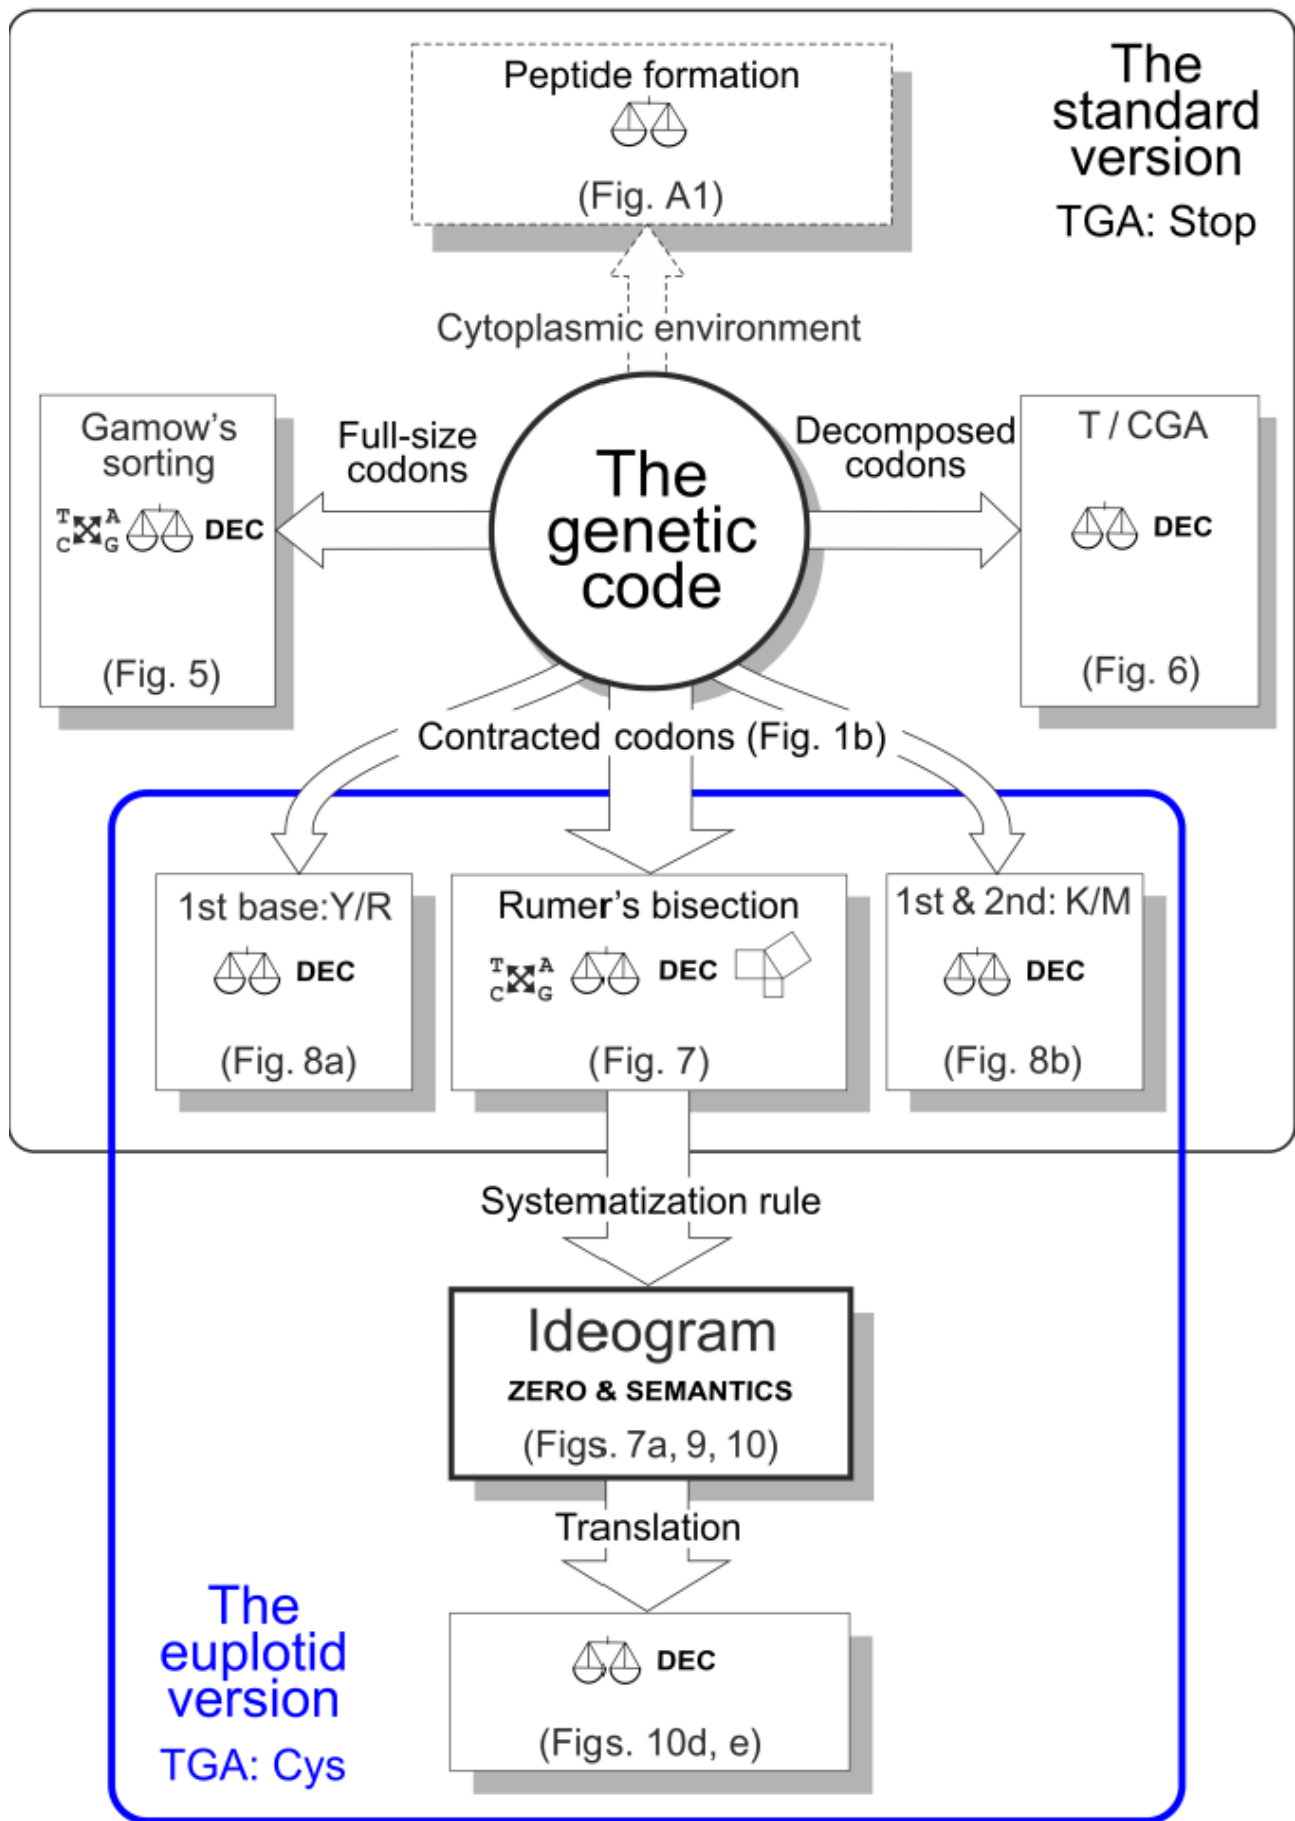 Peptide formation
(Fig. A1)
The
standard
version
TGA: Stop
Cytoplasmic environment
Gamow's
sorting
T A
C G
DEC
(Fig. 5)
Full-size
codons
The
genetic
code
Decomposed
codons
T / CGA
DEC
(Fig. 6)
Contracted codons (Fig. 1b)
1st base:Y/R
DEC
(Fig. 8a)
Rumer's bisection
T A
C G
DEC
(Fig. 7)
1st & 2nd: K/M
DEC
(Fig. 8b)
Systematization rule
Ideogram
ZERO & SEMANTICS
(Figs. 7a, 9, 10)
Translation
DEC
(Figs. 10d, e)
The
euplotid
version
TGA: Cys